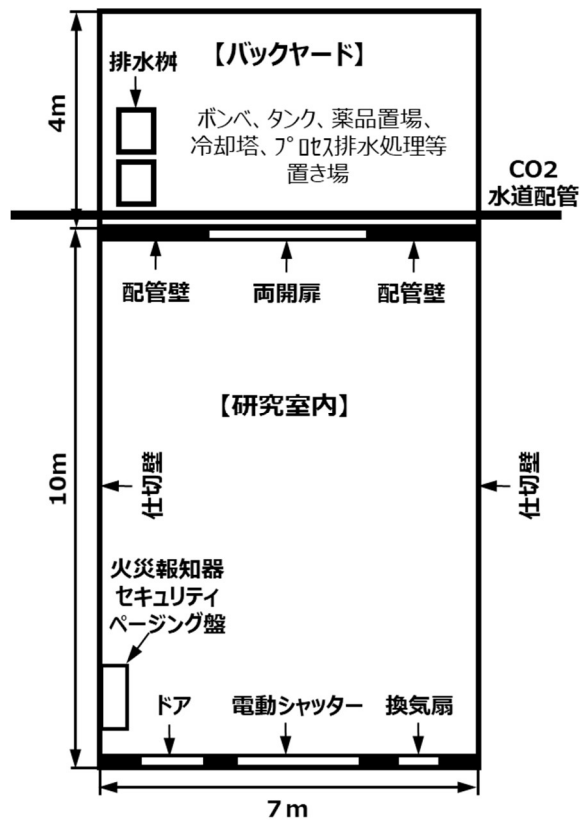 【バックヤード】
排水桝
4m
ボンベ、タンク、薬品置場、
冷却塔、ﾌﾟﾛｾｽ排水処理等
置き場
CO2
水道配管
配管壁
両開扉
配管壁
【研究室内】
10m
仕切壁
仕切壁
火災報知器
セキュリティ
ページング盤
ドア
電動シャッター
換気扇
7m